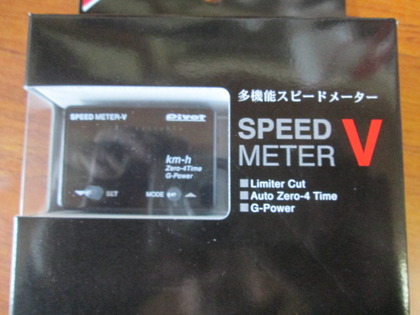 SPEED METER-V
Pivot
km-h
Zero-4Time
G-Power
SET
MODE
多機能スピードメーター
SPEED
METER V
Limiter Cut
Auto Zero-4 Time
G-Power